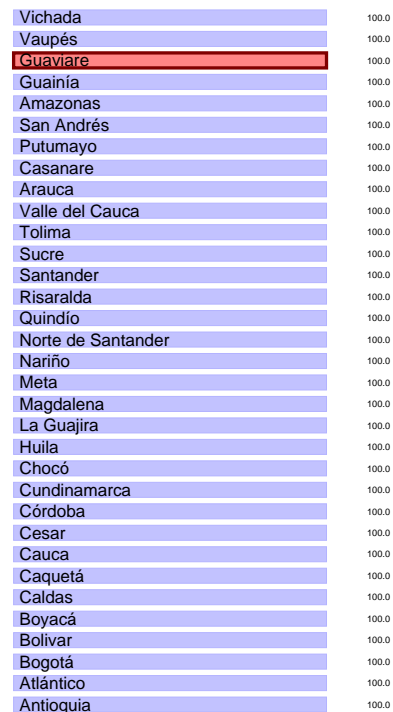 Vichada 100.0
Vaupés 100.0
Guaviare 100.0
Guainía 100.0
Amazonas 100.0
San Andrés 100.0
Putumayo 100.0
Casanare 100.0
Arauca 100.0
Valle del Cauca 100.0
Tolima 100.0
Sucre 100.0
Santander 100.0
Risaralda 100.0
Quindío 100.0
Norte de Santander 100.0
Nariño 100.0
Meta 100.0
Magdalena 100.0
La Guajira 100.0
Huila 100.0
Chocó 100.0
Cundinamarca 100.0
Córdoba 100.0
Cesar 100.0
Cauca 100.0
Caquetá 100.0
Caldas 100.0
Boyacá 100.0
Bolivar 100.0
Bogotá 100.0
Atlántico 100.0
Antioquia 100.0